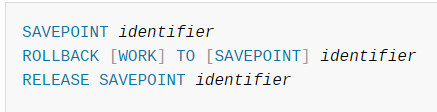 SAVEPOINT identifier
ROLLBACK [WORK] TO [SAVEPOINT] identifier
RELEASE SAVEPOINT identifier